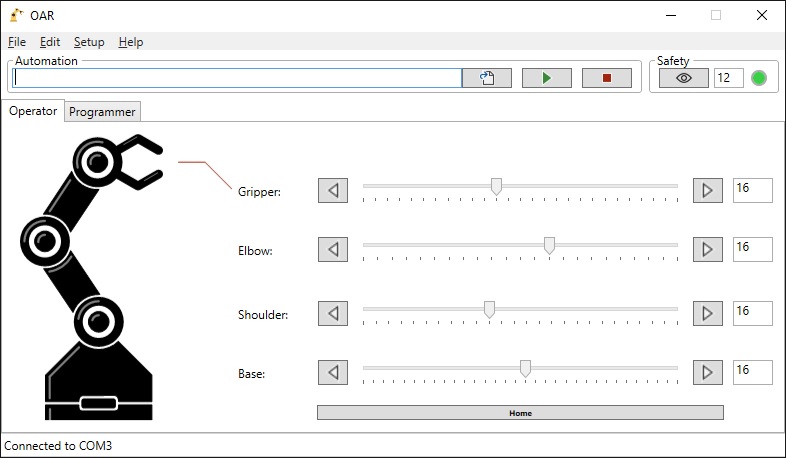 OAR
File Edit Setup Help
Automation Safety
12
Operator Programmer
Gripper: 16
Elbow: 16
Shoulder: 16
Base: 16
Home
Connected to COM3